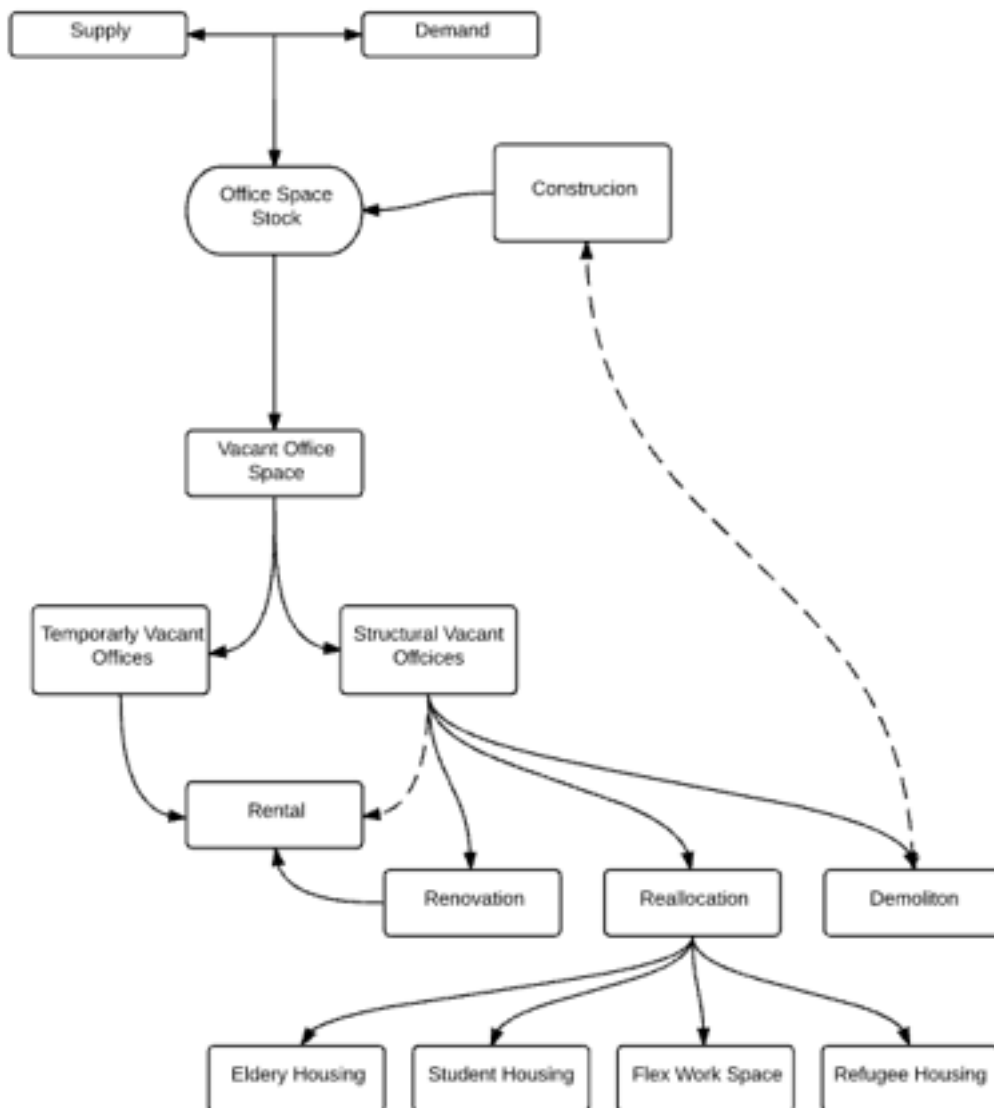 Supply
Demand
Office Space
Stock
Construcion
Vacant Office
Space
Temporarly Vacant
Offices
Structural Vacant
Offcices
Rental
Renovation
Reallocation
Demoliton
Eldery Housing
Student Housing
Flex Work Space
Refugee Housing